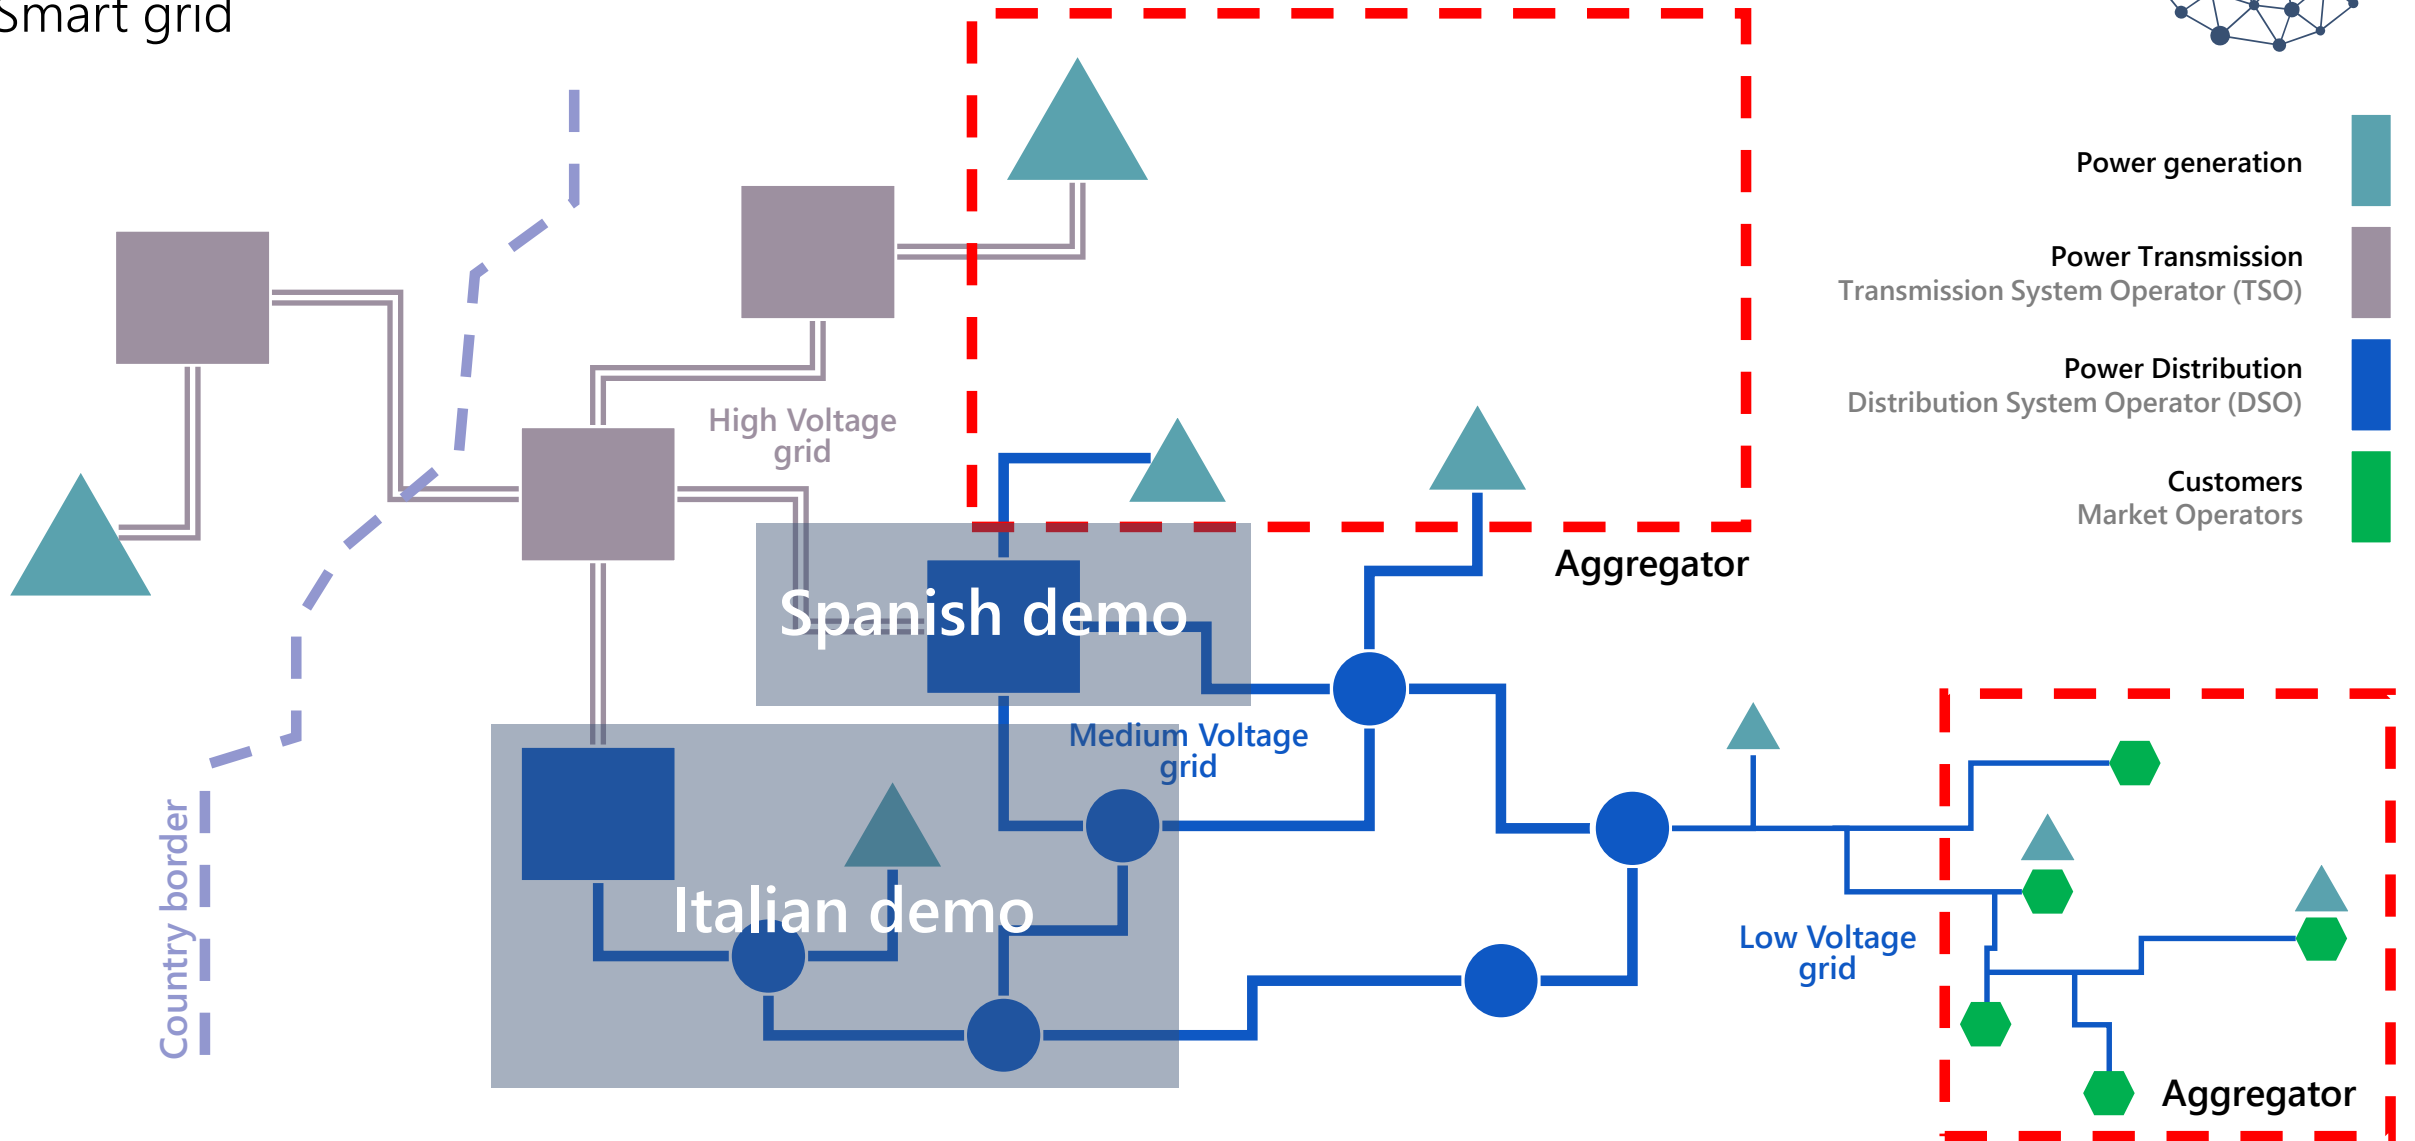 Smart grid
Power generation
Power Transmission
Transmission System Operator (TSO)
Power Distribution
Distribution System Operator (DSO)
Customers
Market Operators
High Voltage
grid
Aggregator
Spanish demo
Medium Voltage
grid
Italian demo
Country border
Low Voltage
grid
Aggregator